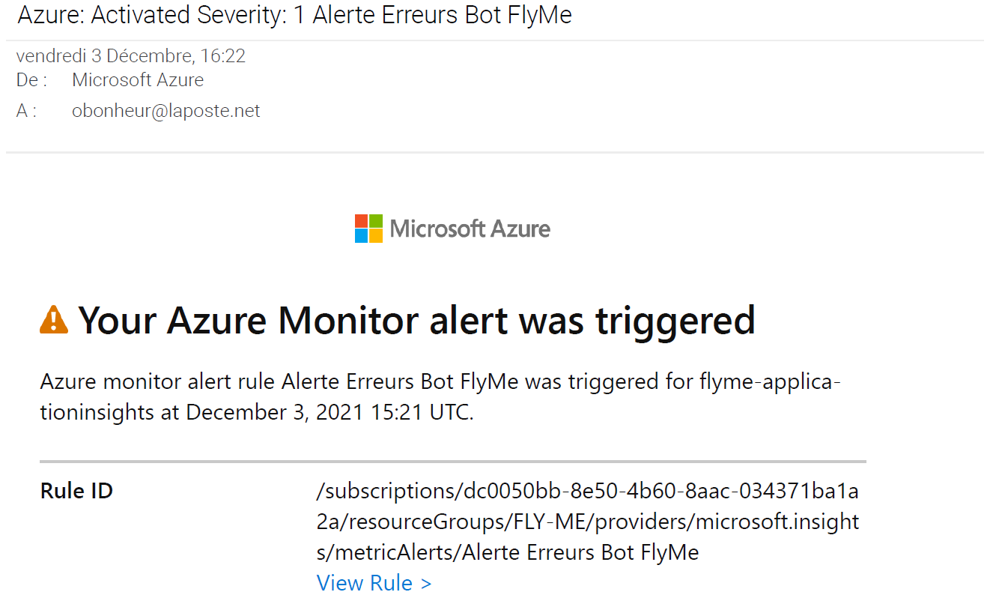 Azure: Activated Severity: 1 Alerte Erreurs Bot FlyMe
vendredi 3 Décembre, 16:22
De : Microsoft Azure
A : obonheur@laposte.net
Microsoft Azure
Your Azure Monitor alert was triggered
Azure monitor alert rule Alerte Erreurs Bot FlyMe was triggered for flyme-applica-
tioninsights at December 3, 2021 15:21 UTC.
Rule ID /subscriptions/dc0050bb-8e50-4b60-8aac-034371ba1a
2a/resourceGroups/FLY-ME/providers/microsoft.insight
s/metricAlerts/Alerte Erreurs Bot FlyMe
View Rule >